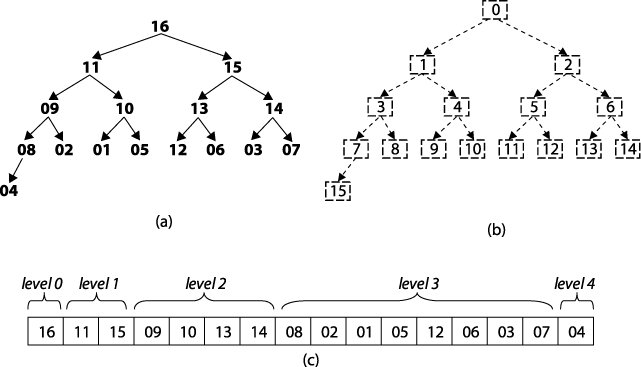 16
0
11 15
1 2
09 10 13 14
3 4 5 6
08 02 01 05 12 06 03 07
7 8 9 10 11 12 13 14
04
15
(a)
(b)
level 0 level 1 level 2 level 3 level 4
16 11 15 09 10 13 14 08 02 01 05 12 06 03 07 04
(c)